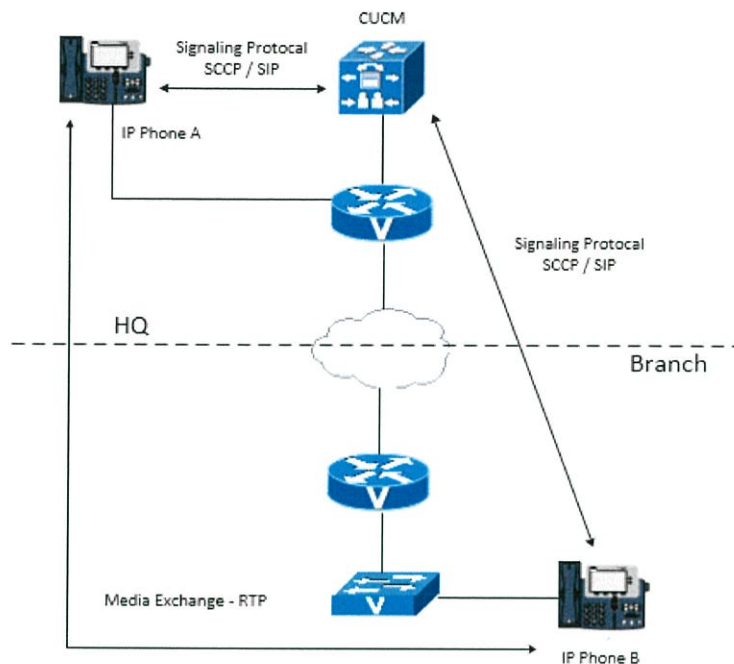 CUCM
Signaling Protocal
SCCP / SIP
IP Phone A
V
Signaling Protocal
SCCP / SIP
HQ
Branch
V
Media Exchange - RTP
V
IP Phone B